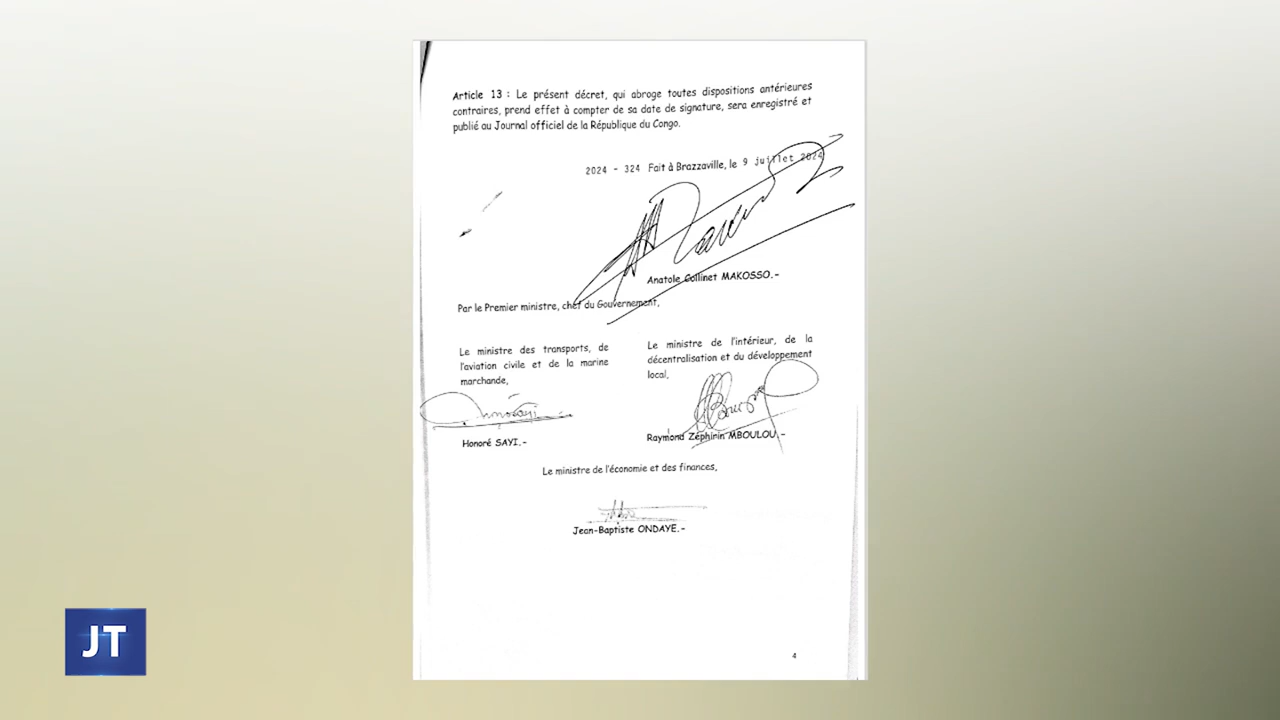 Article 13 : Le présent décret, qui abroge toutes dispositions antérieures
contraires, prend effet à compter de sa date de signature, sera enregistré et
publié au Journal officiel de la République du Congo.
2024 - 324 Fait à Brazzaville, le 9 juillet 2024
Anatole Collinet MAKOSSO.-
Par le Premier ministre, chef du Gouvernement,
Le ministre des transports, de
l'aviation civile et de la marine
marchande,
Honoré SAYI.-
Le ministre de l'intérieur, de la
décentralisation et du développement
local,
Raymond Zéphirin MBOULOU.-
Le ministre de l'économie et des finances,
Jean-Baptiste ONDAYE.-
4
JT